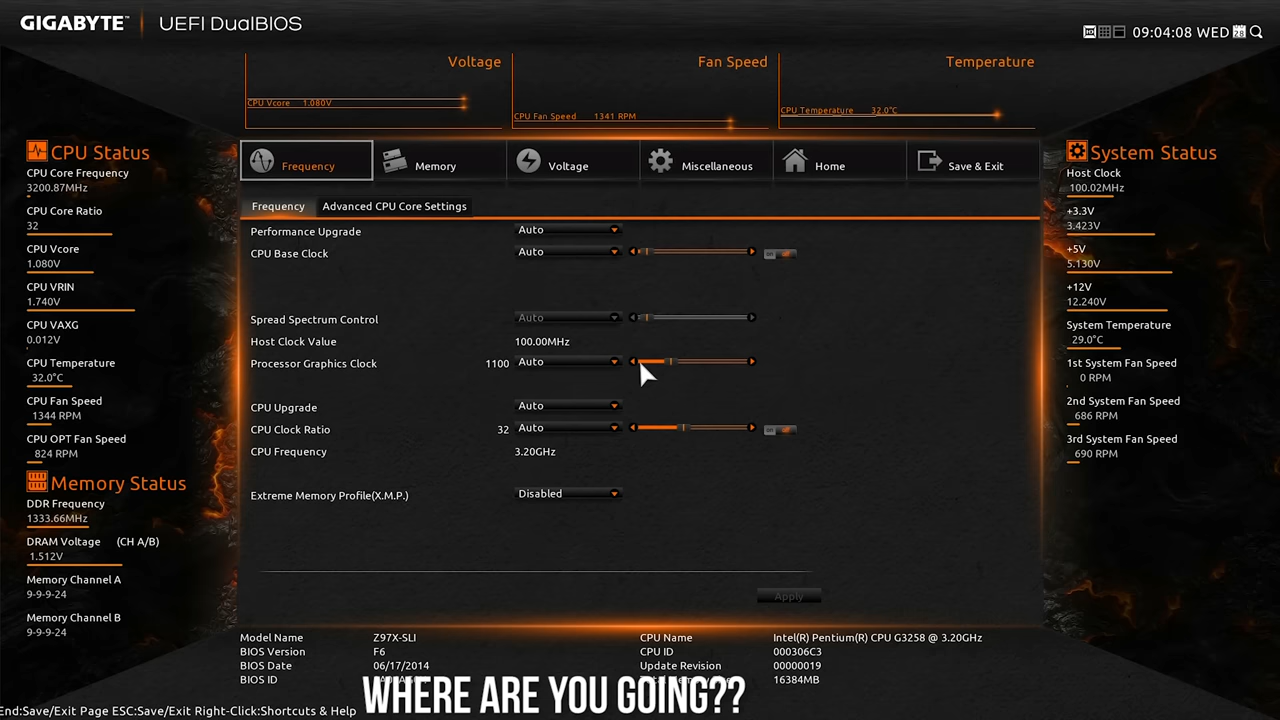 GIGABYTE™ UEFI DualBIOS
09:04:08 WED 28
Voltage
CPU Vcore 1.080V
Fan Speed
CPU Fan Speed 1341 RPM
Temperature
CPU Temperature 32.0°C
CPU Status
CPU Core Frequency
3200.87MHz
CPU Core Ratio
32
CPU Vcore
1.080V
CPU VRIN
1.740V
CPU VAXG
0.012V
CPU Temperature
32.0°C
CPU Fan Speed
1344 RPM
CPU OPT Fan Speed
824 RPM
Memory Status
DDR Frequency
1333.66MHz
DRAM Voltage (CH A/B)
1.512V
Memory Channel A
9-9-9-24
Memory Channel B
9-9-9-24
Frequency Memory Voltage Miscellaneous Home Save & Exit
Frequency Advanced CPU Core Settings
Performance Upgrade Auto
CPU Base Clock Auto
Spread Spectrum Control Auto
Host Clock Value 100.00MHz
Processor Graphics Clock 1100 Auto
CPU Upgrade Auto
CPU Clock Ratio 32 Auto
CPU Frequency 3.20GHz
Extreme Memory Profile(X.M.P.) Disabled
Apply
System Status
Host Clock
100.02MHz
+3.3V
3.423V
+5V
5.130V
+12V
12.240V
System Temperature
29.0°C
1st System Fan Speed
0 RPM
2nd System Fan Speed
686 RPM
3rd System Fan Speed
690 RPM
Model Name Z97X-SLI
BIOS Version F6
BIOS Date 06/17/2014
BIOS ID
CPU Name Intel(R) Pentium(R) CPU G3258 @ 3.20GHz
CPU ID 000306C3
Update Revision 00000019
16384MB
WHERE ARE YOU GOING??
End:Save/Exit Page ESC:Save/Exit Right-Click:Shortcuts & Help